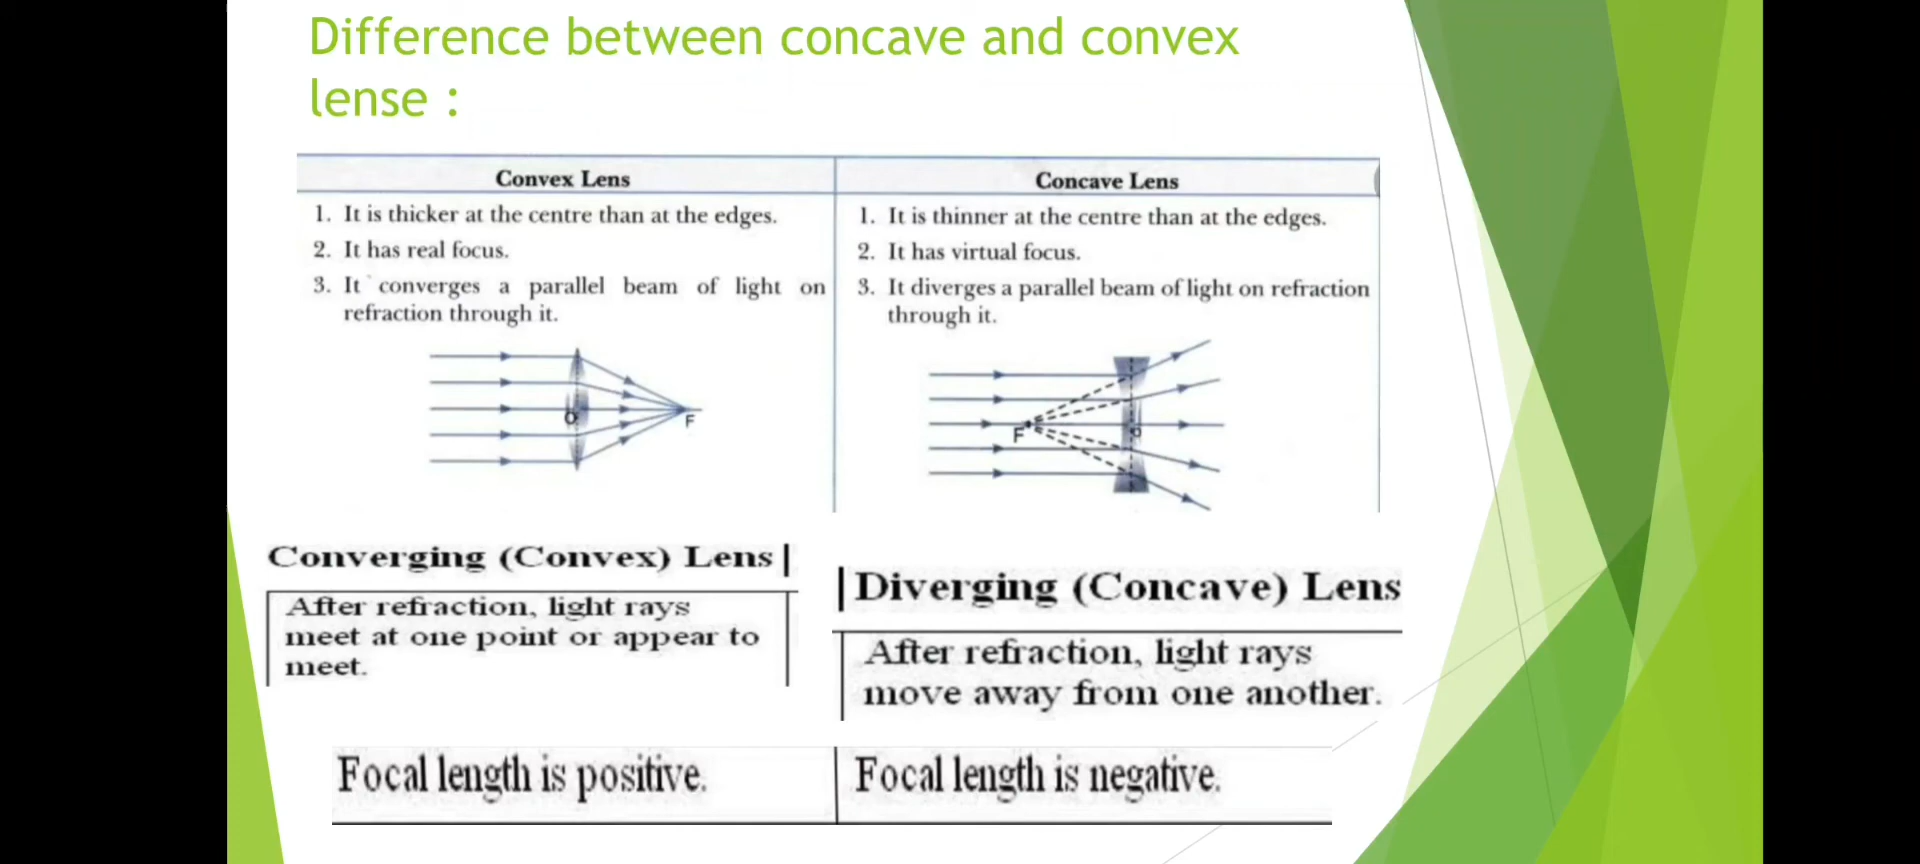 Difference between concave and convex
lense :
Convex Lens
1. It is thicker at the centre than at the edges.
2. It has real focus.
3. It converges a parallel beam of light on
refraction through it.
O
F
Concave Lens
1. It is thinner at the centre than at the edges.
2. It has virtual focus.
3. It diverges a parallel beam of light on refraction
through it.
F
O
Converging (Convex) Lens
After refraction, light rays
meet at one point or appear to
meet.
Diverging (Concave) Lens
After refraction, light rays
move away from one another.
Focal length is positive.
Focal length is negative.